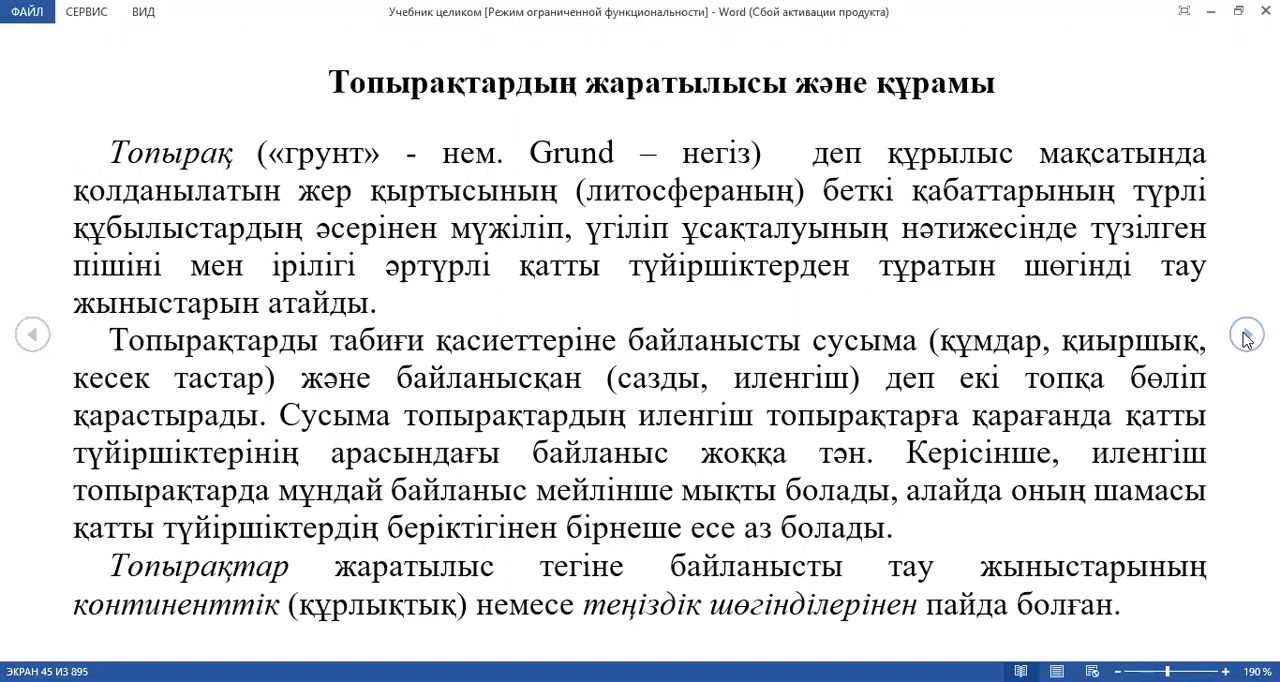 ФАЙЛ СЕРВИС ВИД Учебник целиком [Режим ограниченной функциональности] - Word (Сбой активации продукта)
Топырақтардың жаратылысы және құрамы
Топырақ («грунт» - нем. Grund – негіз) деп құрылыс мақсатында
қолданылатын жер қыртысының (литосфераның) беткі қабаттарының түрлі
құбылыстардың әсерінен мүжіліп, үгіліп ұсақталуының нәтижесінде түзілген
пішіні мен ірілігі әртүрлі қатты түйіршіктерден тұратын шөгінді тау
жыныстарын атайды.
Топырақтарды табиғи қасиеттеріне байланысты сусыма (құмдар, қиыршық,
кесек тастар) және байланысқан (сазды, иленгіш) деп екі топқа бөліп
қарастырады. Сусыма топырақтардың иленгіш топырақтарға қарағанда қатты
түйіршіктерінің арасындағы байланыс жоққа тән. Керісінше, иленгіш
топырақтарда мұндай байланыс мейлінше мықты болады, алайда оның шамасы
қатты түйіршіктердің беріктігінен бірнеше есе аз болады.
Топырақтар жаратылыс тегіне байланысты тау жыныстарының
континенттік (құрлықтық) немесе теңіздік шөгінділерінен пайда болған.
ЭКРАН 45 ИЗ 895 190 %